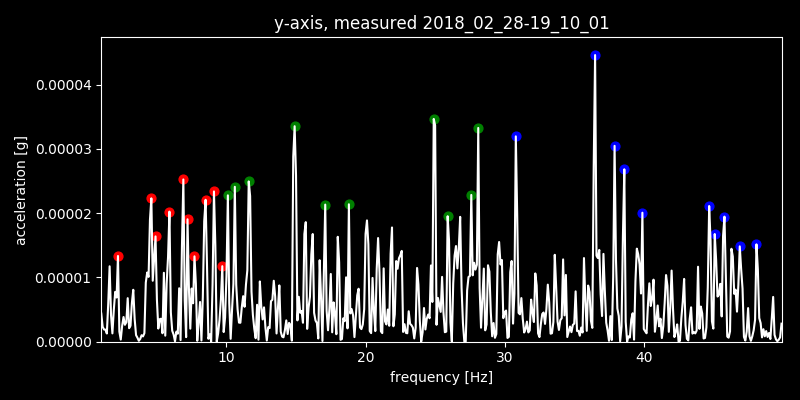 y-axis, measured 2018_02_28-19_10_01
acceleration [g]
0.00004
0.00003
0.00002
0.00001
0.00000
10 20 30 40
frequency [Hz]